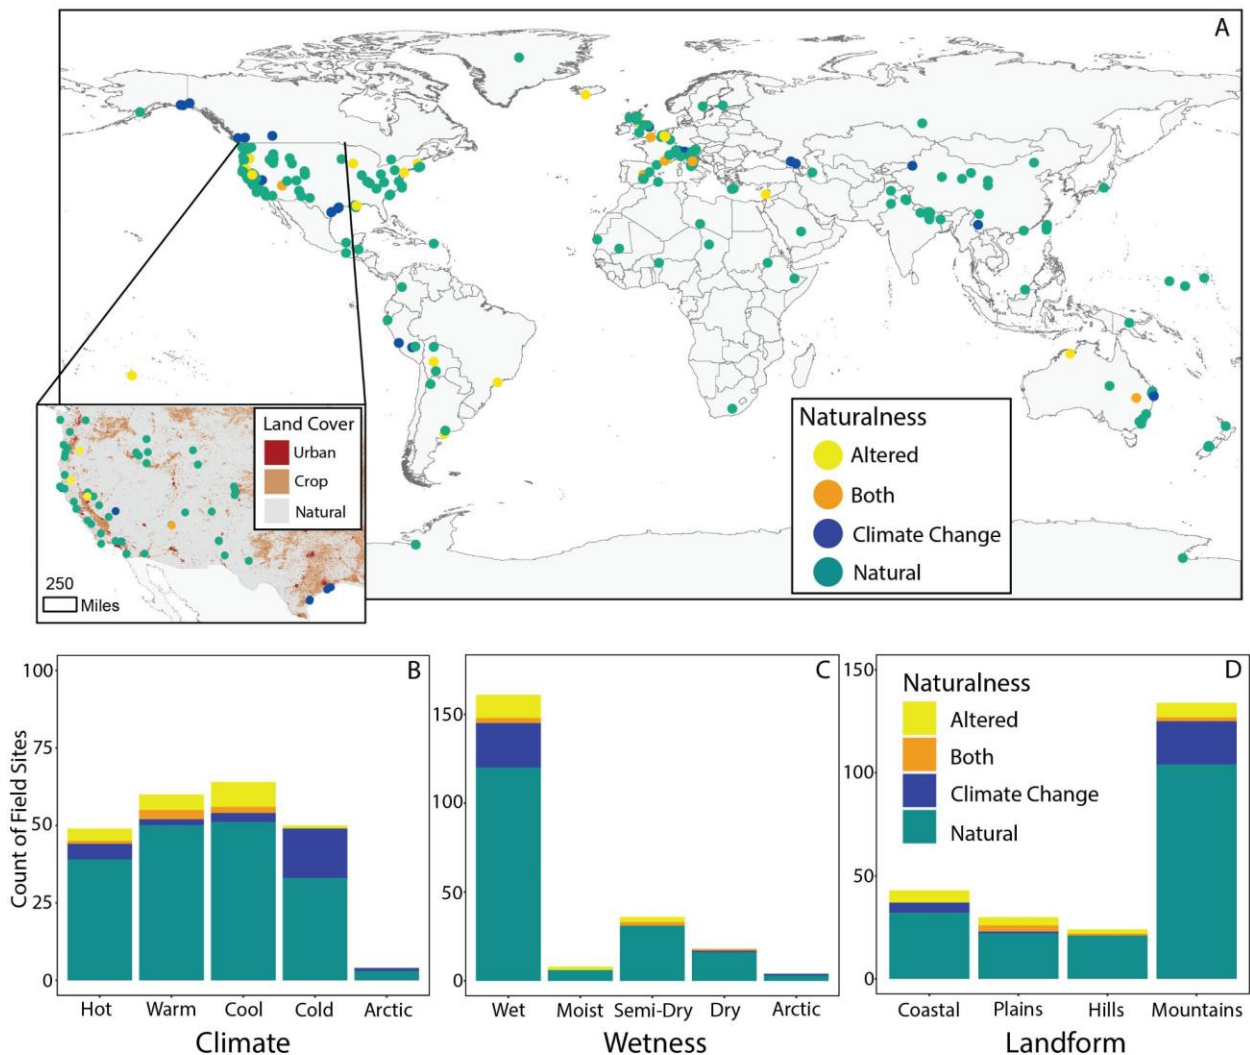 A
Naturalness
Altered
Both
Climate Change
Natural
Land Cover
Urban
Crop
Natural
250
Miles
B
100
75
50
25
0
Count of Field Sites
Hot Warm Cool Cold Arctic
Climate
C
150
100
50
0
Wet Moist Semi-Dry Dry Arctic
Wetness
D
150
100
50
0
Naturalness
Altered
Both
Climate Change
Natural
Coastal Plains Hills Mountains
Landform